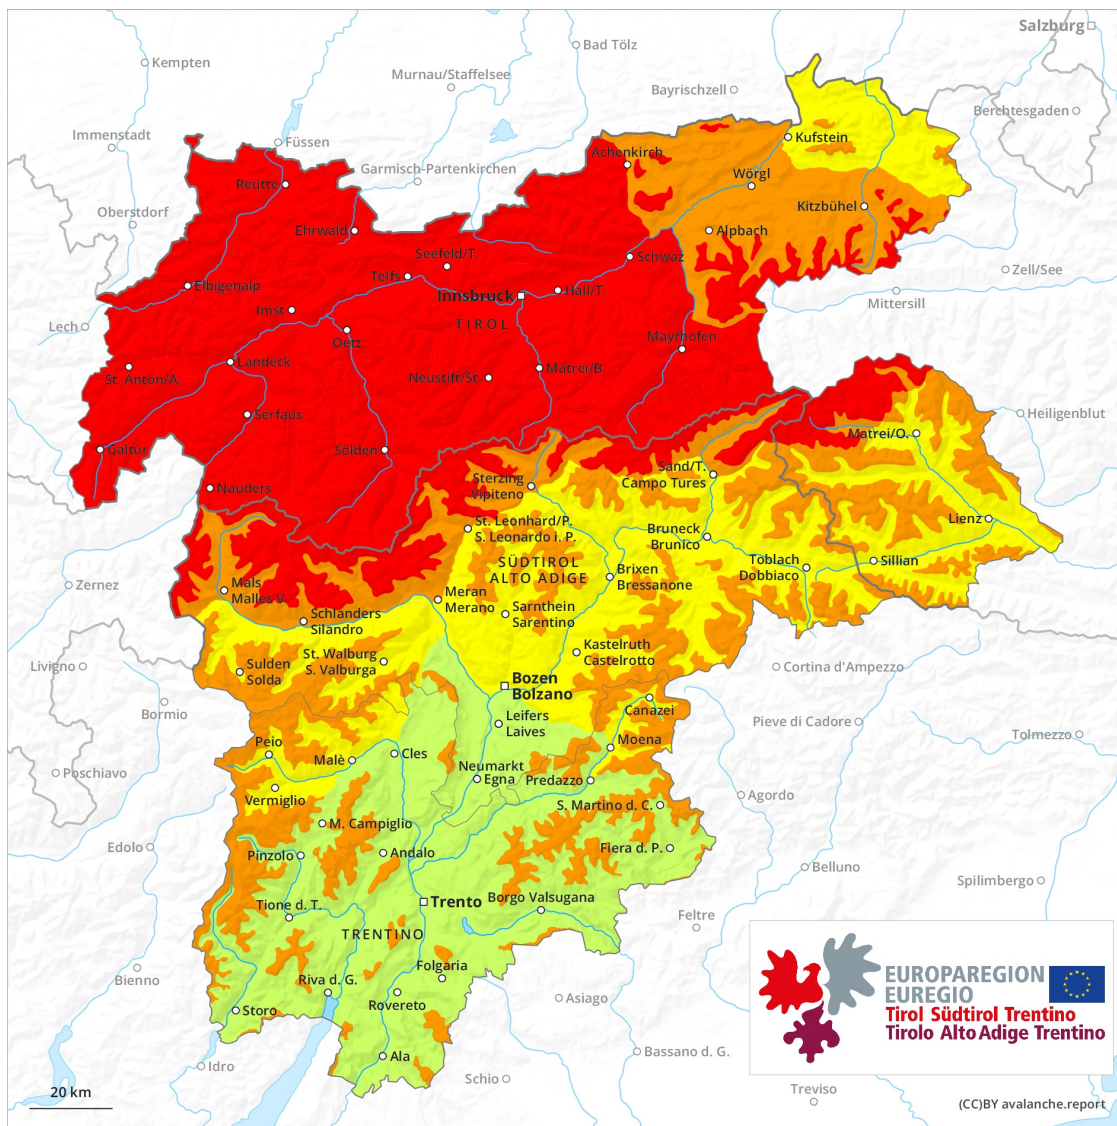 Salzburg
Bad Tölz
Kempten
Murnau/Staffelsee
Bayrischzell
Berchtesgaden
Immenstadt
Füssen
Kufstein
Achenkirch
Garmisch-Partenkirchen
Wörgl
Reutte
Kitzbühel
Oberstdorf
Ehrwald
Alpbach
Seefeld/T.
Schwaz
Zell/See
Telfs
Elbigenalp
Hall/T.
Innsbruck
Mittersill
Imst
TIROL
Lech
Oetz
Mayrhofen
Landeck
Matrei/B.
St. Anton/A.
Neustift/St.
Serfaus
Heiligenblut
Matrei/O.
Galtür
Sölden
Sand/T.
Campo Tures
Sterzing
Vipiteno
Nauders
Lienz
St. Leonhard/P.
S. Leonardo i. P.
Bruneck
Brunico
SÜDTIROL
ALTO ADIGE
Toblach
Dobbiaco
Sillian
Brixen
Bressanone
Zernez
Mals
Malles V.
Meran
Merano
Schlanders
Silandro
Sarnthein
Sarentino
Kastelruth
Castelrotto
St. Walburg
S. Valburga
Livigno
Sulden
Solda
Cortina d'Ampezzo
Bozen
Bolzano
Bormio
Canazei
Leifers
Laives
Pieve di Cadore
Tolmezzo
Peio
Moena
Cles
Malè
Poschiavo
Neumarkt
Egna
Predazzo
Vermiglio
Agordo
S. Martino d. C.
M. Campiglio
Edolo
Pinzolo
Andalo
Fiera d. P.
Belluno
Spilimbergo
Trento
Borgo Valsugana
Tione d. T.
Feltre
TRENTINO
Folgaria
Bienno
Riva d. G.
Rovereto
Asiago
Storo
EUROPAREGION
EUREGIO
Tirol Südtirol Trentino
Tirolo Alto Adige Trentino
Ala
Bassano d. G.
Idro
Schio
Treviso
20 km
(CC)BY avalanche.report